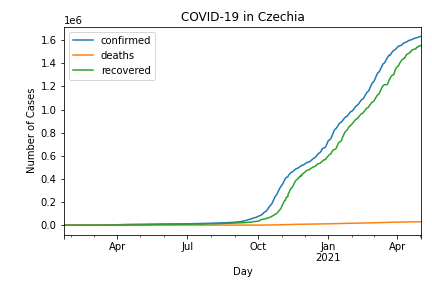 COVID-19 in Czechia
1e6
confirmed
deaths
recovered
Number of Cases
1.6
1.4
1.2
1.0
0.8
0.6
0.4
0.2
0.0
Apr
Jul
Oct
Jan
2021
Apr
Day